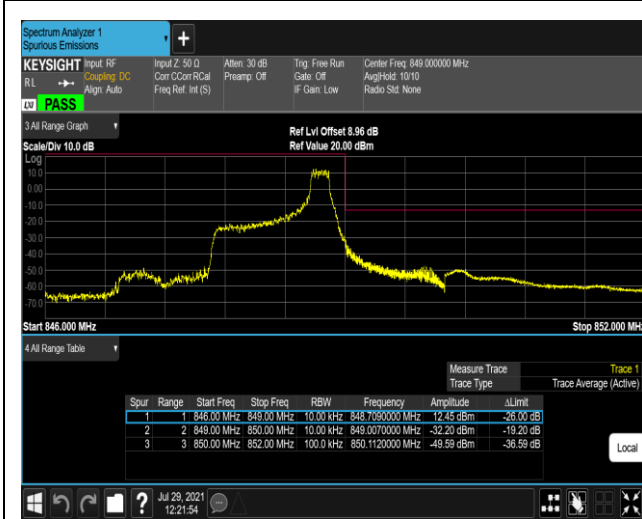 Spectrum Analyzer 1
Spurious Emissions
KEYSIGHT Input: RF Input Z: 50 Ω Atten: 30 dB Trig: Free Run Center Freq: 849.000000 MHz
RL Coupling: DC Corr CCorr RCal Preamp: Off Gate: Off Avg|Hold: 10/10
Align: Auto Freq Ref: Int (S) IF Gain: Low Radio Std: None
PASS
3 All Range Graph
Ref Lvl Offset 8.96 dB
Scale/Div 10.0 dB Ref Value 20.00 dBm
Log
10.0
0.00
-10.0
-20.0
-30.0
-40.0
-50.0
-60.0
-70.0
Start 846.000 MHz Stop 852.000 MHz
4 All Range Table
Measure Trace Trace 1
Trace Type Trace Average (Active)
Spur Range Start Freq Stop Freq RBW Frequency Amplitude ΔLimit
1 1 846.00 MHz 849.00 MHz 10.00 kHz 848.7090000 MHz 12.45 dBm -26.00 dB
2 2 849.00 MHz 850.00 MHz 10.00 kHz 849.0070000 MHz -32.20 dBm -19.20 dB
3 3 850.00 MHz 852.00 MHz 100.0 kHz 850.1120000 MHz -49.59 dBm -36.59 dB
Local
Jul 29, 2021
12:21:54